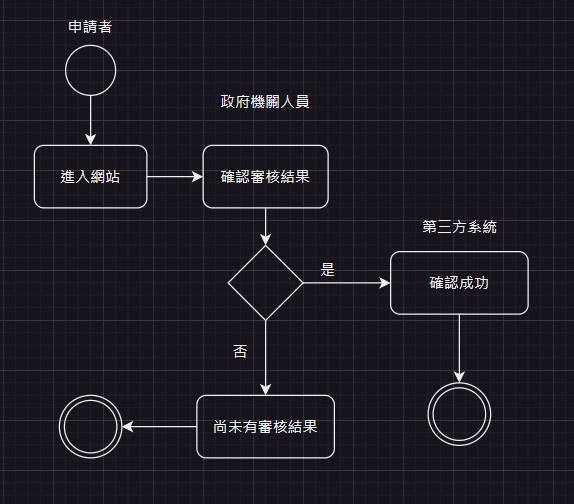 申請者
政府機關人員
進入網站
確認審核結果
第三方系統
是
確認成功
否
尚未有審核結果